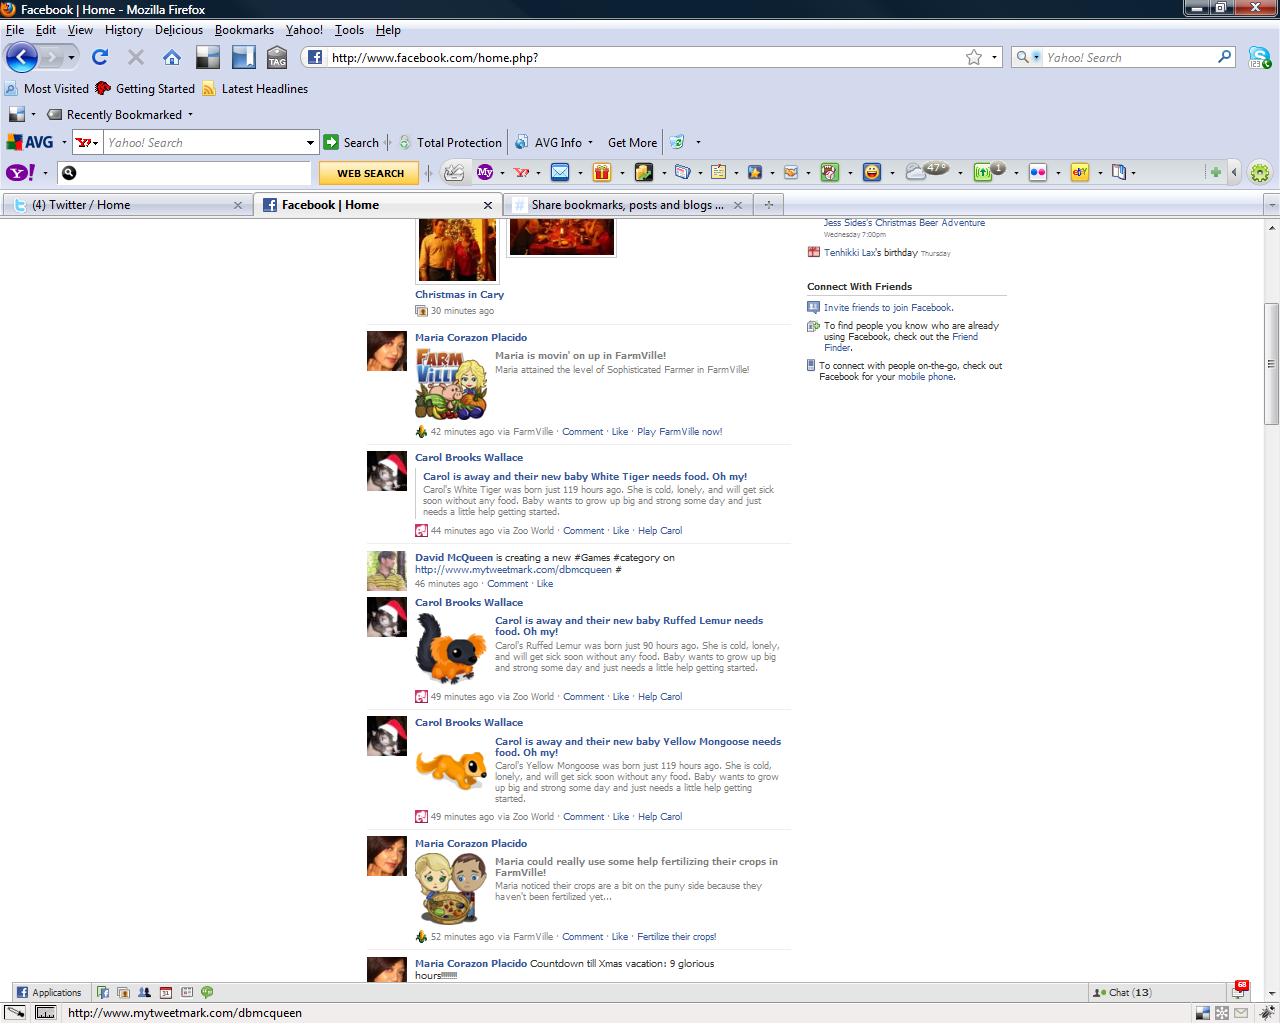 Facebook | Home - Mozilla Firefox
File Edit View History Delicious Bookmarks Yahoo! Tools Help
TAG http://www.facebook.com/home.php? Yahoo! Search
Most Visited Getting Started Latest Headlines
Recently Bookmarked
AVG Yahoo! Search Search Total Protection AVG Info Get More
Y! WEB SEARCH My 47° 1 eBY
(4) Twitter / Home Facebook | Home Share bookmarks, posts and blogs ...
Jess Sides's Christmas Beer Adventure
Wednesday 7:00pm
Tenhikki Lax's birthday Thursday
Connect With Friends
Invite friends to join Facebook.
To find people you know who are already
using Facebook, check out the Friend
Finder.
To connect with people on-the-go, check out
Facebook for your mobile phone.
Christmas in Cary
30 minutes ago
Maria Corazon Placido
FARM
VILLE
Maria is movin' on up in FarmVille!
Maria attained the level of Sophisticated Farmer in FarmVille!
42 minutes ago via FarmVille · Comment · Like · Play FarmVille now!
Carol Brooks Wallace
Carol is away and their new baby White Tiger needs food. Oh my!
Carol's White Tiger was born just 119 hours ago. She is cold, lonely, and will get sick
soon without any food. Baby wants to grow up big and strong some day and just
needs a little help getting started.
44 minutes ago via Zoo World · Comment · Like · Help Carol
David McQueen is creating a new #Games #category on
http://www.mytweetmark.com/dbmcqueen #
46 minutes ago · Comment · Like
Carol Brooks Wallace
Carol is away and their new baby Ruffed Lemur needs
food. Oh my!
Carol's Ruffed Lemur was born just 90 hours ago. She is cold, lonely,
and will get sick soon without any food. Baby wants to grow up big
and strong some day and just needs a little help getting started.
49 minutes ago via Zoo World · Comment · Like · Help Carol
Carol Brooks Wallace
Carol is away and their new baby Yellow Mongoose needs
food. Oh my!
Carol's Yellow Mongoose was born just 119 hours ago. She is cold,
lonely, and will get sick soon without any food. Baby wants to grow
up big and strong some day and just needs a little help getting
started.
49 minutes ago via Zoo World · Comment · Like · Help Carol
Maria Corazon Placido
Maria could really use some help fertilizing their crops in
FarmVille!
Maria noticed their crops are a bit on the puny side because they
haven't been fertilized yet...
52 minutes ago via FarmVille · Comment · Like · Fertilize their crops!
Maria Corazon Placido Countdown till Xmas vacation: 9 glorious
hours!!!!!!!
Applications 31 Chat (13) 68
http://www.mytweetmark.com/dbmcqueen